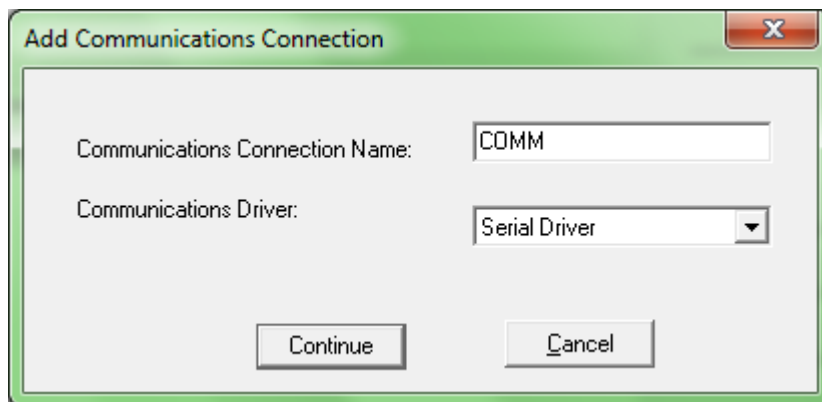 Add Communications Connection
Communications Connection Name:
COMM
Communications Driver:
Serial Driver
Continue
Cancel